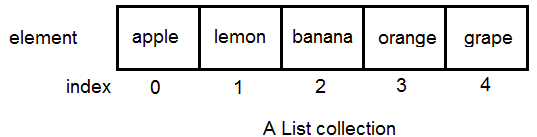 element apple lemon banana orange grape
index 0 1 2 3 4
A List collection